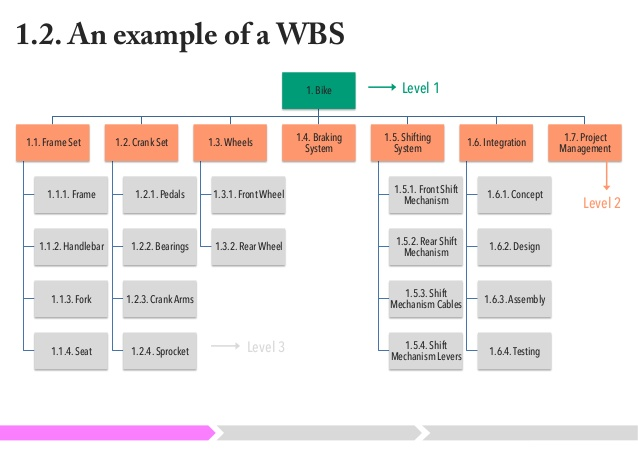 1.2. An example of a WBS
1. Bike
Level 1
1.1. Frame Set
1.2. Crank Set
1.3. Wheels
1.4. Braking
System
1.5. Shifting
System
1.6. Integration
1.7. Project
Management
Level 2
1.1.1. Frame
1.2.1. Pedals
1.3.1. Front Wheel
1.5.1. Front Shift
Mechanism
1.6.1. Concept
1.1.2. Handlebar
1.2.2. Bearings
1.3.2. Rear Wheel
1.5.2. Rear Shift
Mechanism
1.6.2. Design
1.1.3. Fork
1.2.3. Crank Arms
1.5.3. Shift
Mechanism Cables
1.6.3. Assembly
1.1.4. Seat
1.2.4. Sprocket
Level 3
1.5.4. Shift
Mechanism Levers
1.6.4. Testing